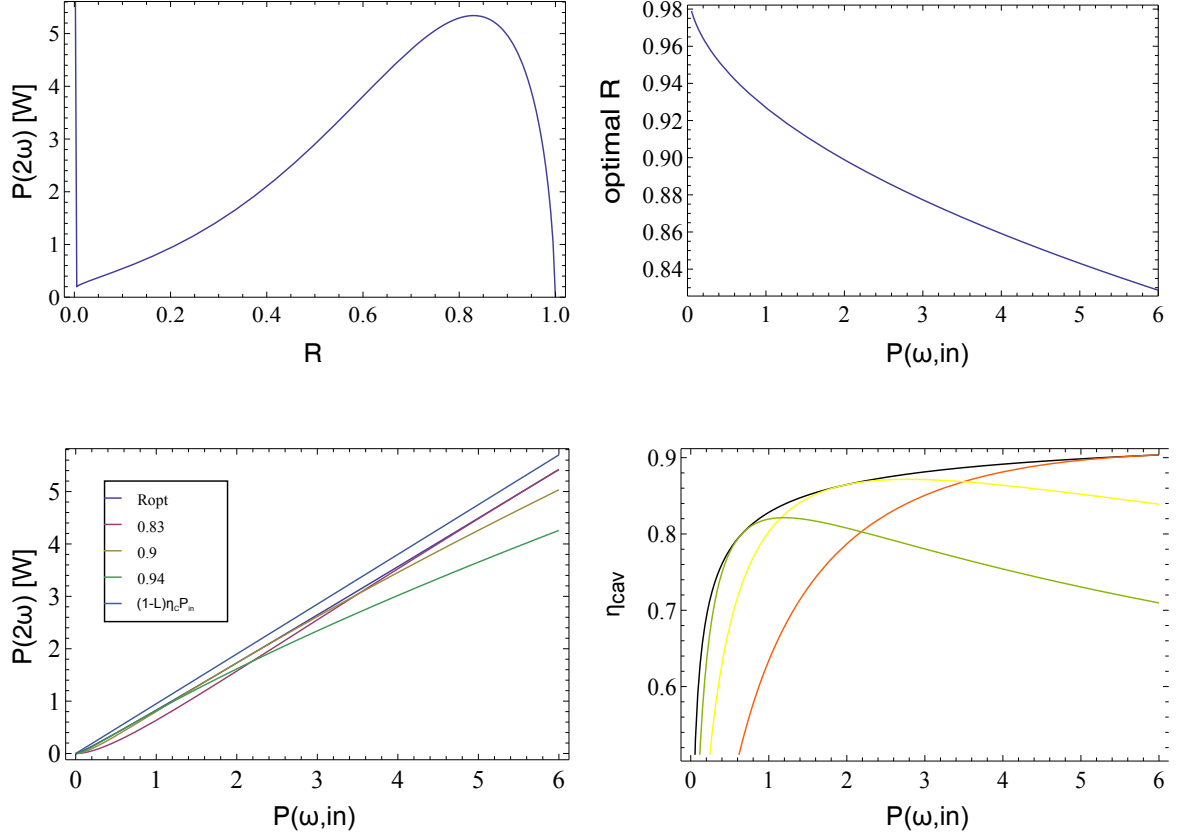 P(2ω) [W]
5
4
3
2
1
0
0.0 0.2 0.4 0.6 0.8 1.0
R
optimal R
0.98
0.96
0.94
0.92
0.90
0.88
0.86
0.84
0 1 2 3 4 5 6
P(ω,in)
P(2ω) [W]
5
4
3
2
1
0
Ropt
0.83
0.9
0.94
(1-L)ηcPin
0 1 2 3 4 5 6
P(ω,in)
ηcav
0.9
0.8
0.7
0.6
0 1 2 3 4 5 6
P(ω,in)